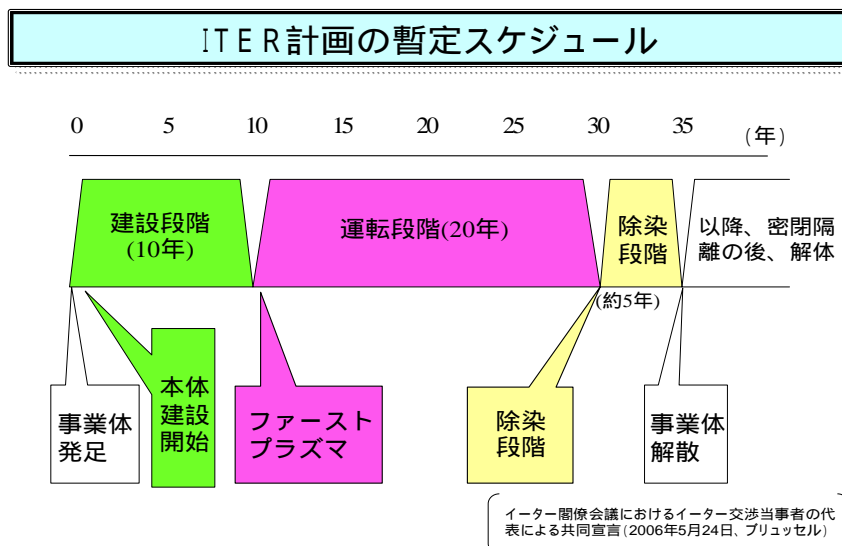 ITER計画の暫定スケジュール
0 5 10 15 20 25 30 35 (年)
建設段階
(10年)
運転段階(20年)
除染
段階
(約5年)
以降、密閉隔
離の後、解体
事業体
発足
本体
建設
開始
ファースト
プラズマ
除染
段階
事業体
解散
イーター閣僚会議におけるイーター交渉当事者の代
表による共同宣言(2006年5月24日、ブリュッセル)